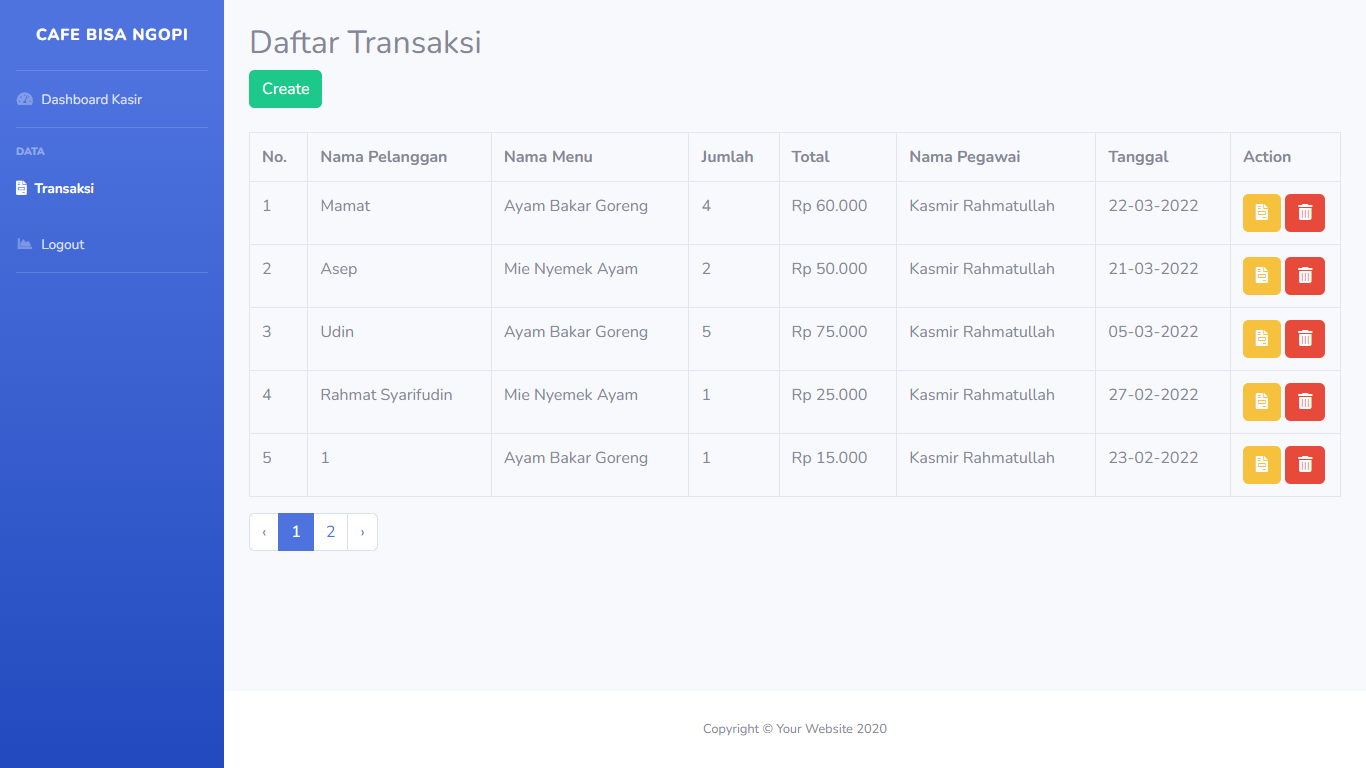 CAFE BISA NGOPI
Dashboard Kasir
DATA
Transaksi
Logout
Daftar Transaksi
Create
No. Nama Pelanggan Nama Menu Jumlah Total Nama Pegawai Tanggal Action
1 Mamat Ayam Bakar Goreng 4 Rp 60.000 Kasmir Rahmatullah 22-03-2022
2 Asep Mie Nyemek Ayam 2 Rp 50.000 Kasmir Rahmatullah 21-03-2022
3 Udin Ayam Bakar Goreng 5 Rp 75.000 Kasmir Rahmatullah 05-03-2022
4 Rahmat Syarifudin Mie Nyemek Ayam 1 Rp 25.000 Kasmir Rahmatullah 27-02-2022
5 1 Ayam Bakar Goreng 1 Rp 15.000 Kasmir Rahmatullah 23-02-2022
‹ 1 2 ›
Copyright © Your Website 2020